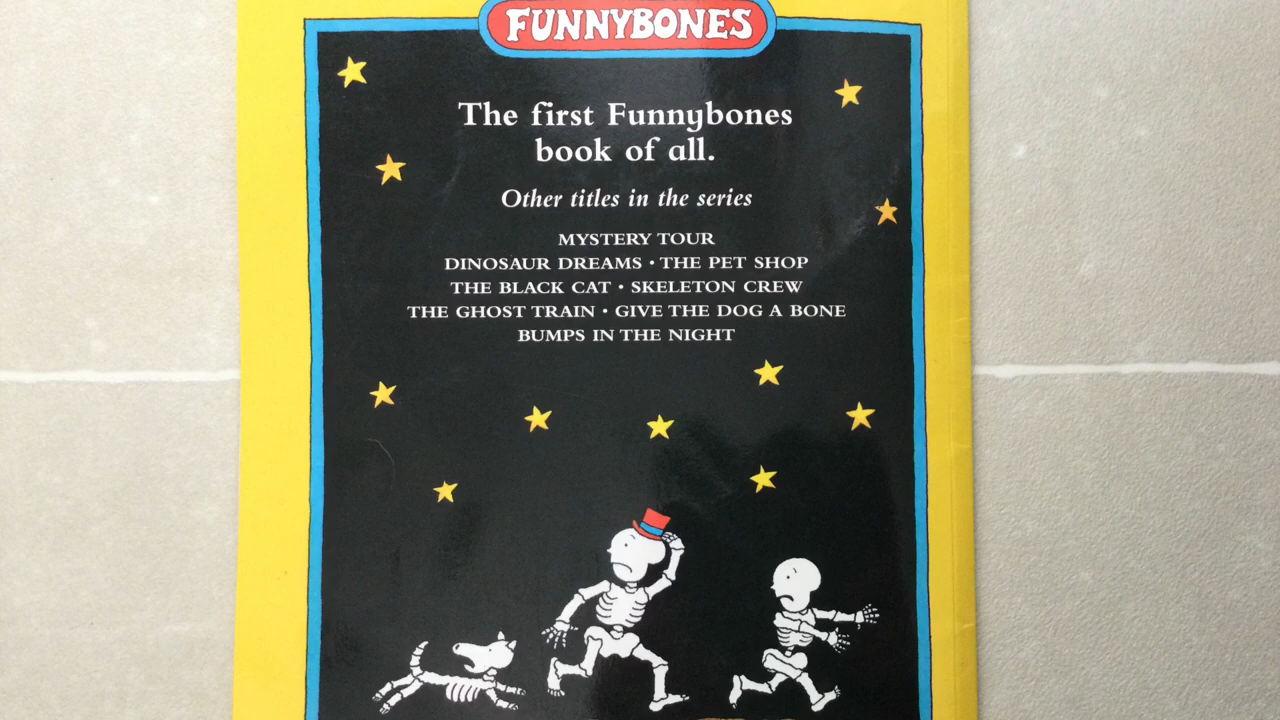 FUNNYBONES
The first Funnybones
book of all.
Other titles in the series
MYSTERY TOUR
DINOSAUR DREAMS • THE PET SHOP
THE BLACK CAT • SKELETON CREW
THE GHOST TRAIN • GIVE THE DOG A BONE
BUMPS IN THE NIGHT